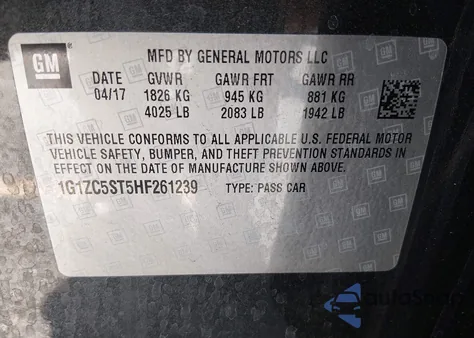 GM
MFD BY GENERAL MOTORS LLC
DATE GVWR GAWR FRT GAWR RR
04/17 1826 KG 945 KG 881 KG
4025 LB 2083 LB 1942 LB
THIS VEHICLE CONFORMS TO ALL APPLICABLE U.S. FEDERAL MOTOR
VEHICLE SAFETY, BUMPER, AND THEFT PREVENTION STANDARDS IN
EFFECT ON THE DATE OF MANUFACTURE SHOWN ABOVE.
1G1ZC5ST5HF261239 TYPE: PASS CAR
autoSnap